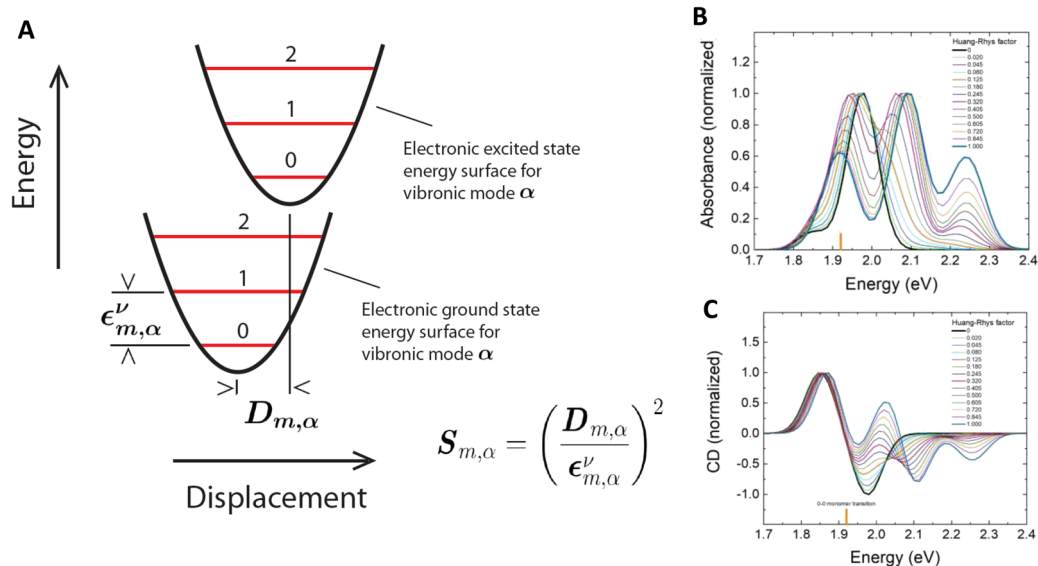 A
Energy
2
1
0
Electronic excited state
energy surface for
vibronic mode α
2
1
0
ϵ^ν_{m,α}
Electronic ground state
energy surface for
vibronic mode α
D_{m,α}
S_{m,α} = (D_{m,α} / ϵ^ν_{m,α})^2
Displacement
B
Absorbance (normalized)
Huang-Rhys factor
0
0.020
0.045
0.080
0.125
0.180
0.245
0.320
0.405
0.500
0.605
0.720
0.845
1.000
1.0
0.8
0.6
0.4
0.2
0.0
1.7 1.8 1.9 2.0 2.1 2.2 2.3 2.4
Energy (eV)
C
CD (normalized)
Huang-Rhys factor
0
0.020
0.045
0.080
0.125
0.180
0.245
0.320
0.405
0.500
0.605
0.720
0.845
1.000
1.5
1.0
0.5
0.0
-0.5
-1.0
0-0 monomer transition
1.7 1.8 1.9 2.0 2.1 2.2 2.3 2.4
Energy (eV)